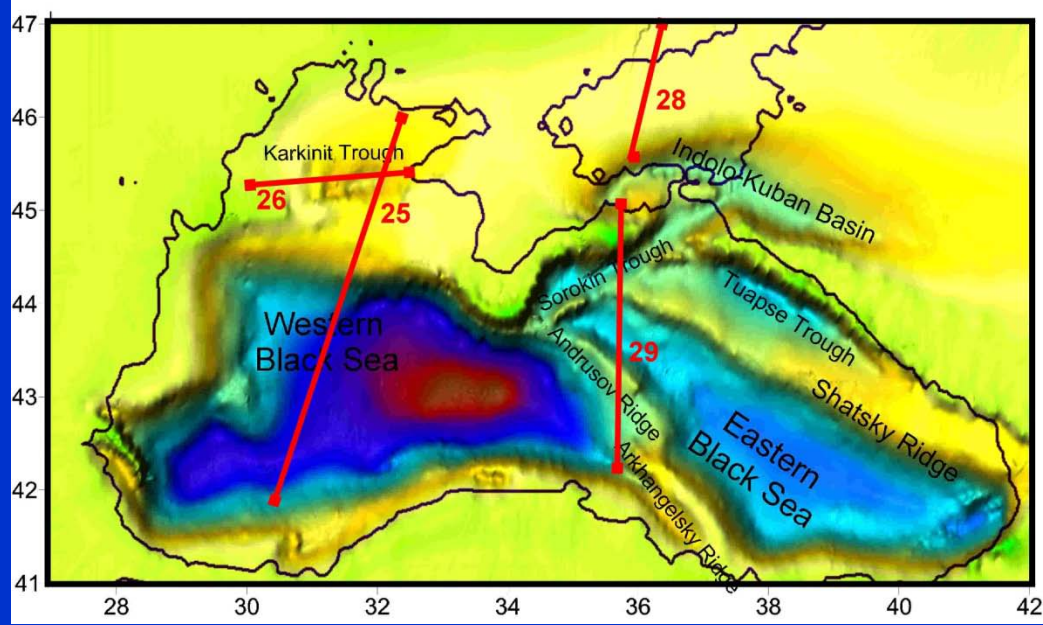 47
46
45
44
43
42
41
28
30
32
34
36
38
40
42
28
Karkinit Trough
26
25
Indolo-Kuban Basin
Sorokin Trough
Tuapse Trough
Western
Black Sea
29
Andrusov Ridge
Shatsky Ridge
Eastern
Black Sea
Arkhangelsky Ridge